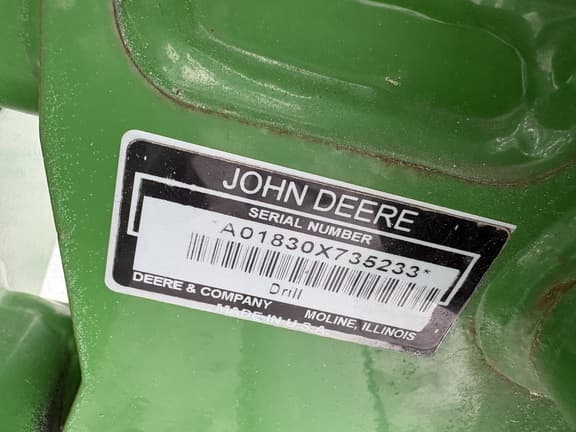 JOHN DEERE
SERIAL NUMBER
*A01830X735233*
Drill
DEERE & COMPANY MOLINE, ILLINOIS
MADE IN U.S.A.